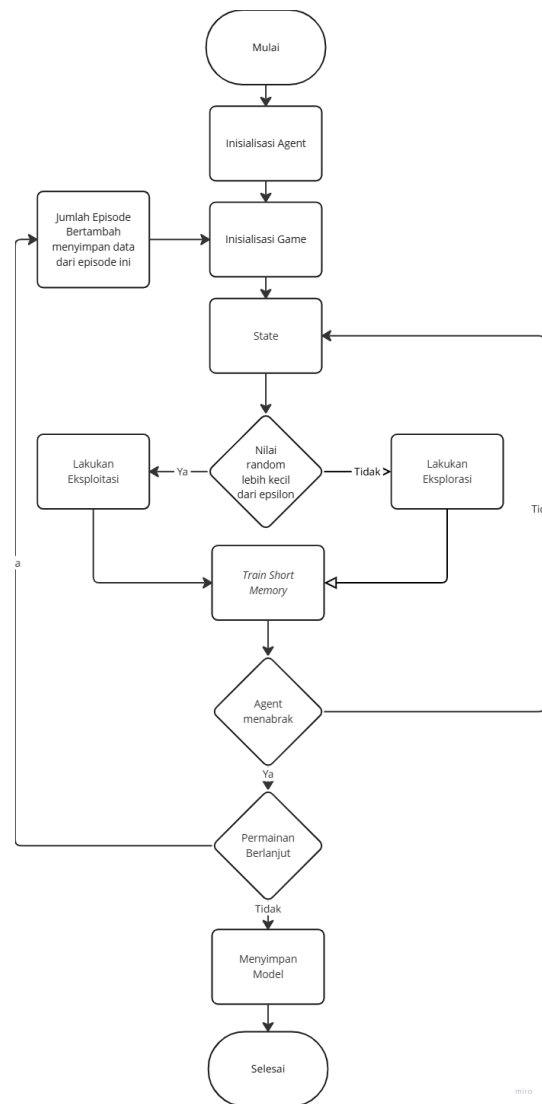 Mulai
Inisialisasi Agent
Jumlah Episode
Bertambah
menyimpan data
dari episode ini
Inisialisasi Game
State
Nilai
random
lebih kecil
dari epsilon
Lakukan
Eksploitasi
Ya
Tidak
Lakukan
Eksplorasi
Tid
a
Train Short
Memory
Agent
menabrak
Ya
Permainan
Berlanjut
Tidak
Menyimpan
Model
Selesai
miro